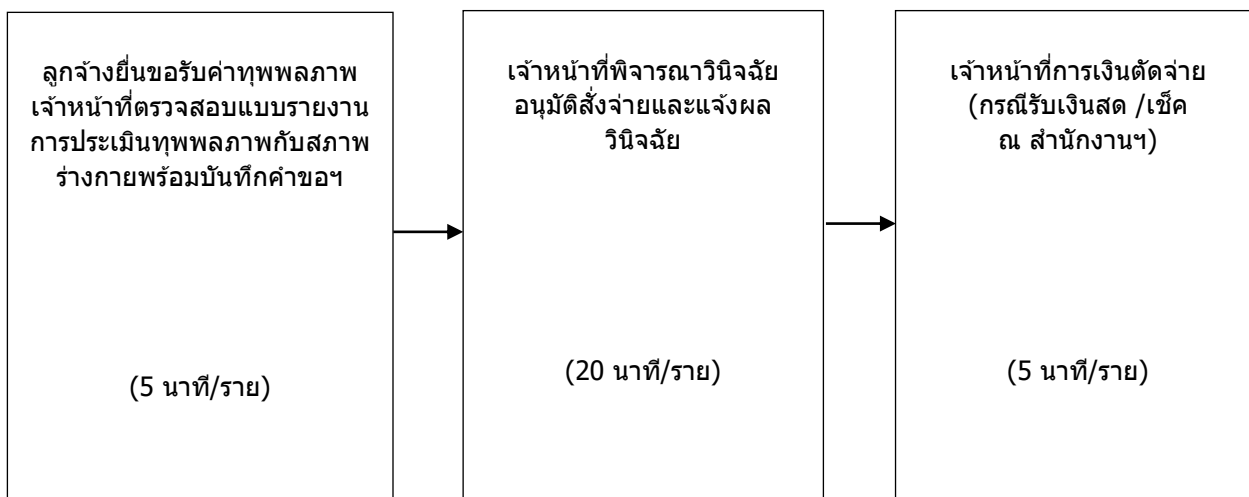 ลูกจ้างยื่นขอรับค่าทุพพลภาพ
เจ้าหน้าที่ตรวจสอบแบบรายงาน
การประเมินทุพพลภาพกับสภาพ
ร่างกายพร้อมบันทึกคำขอฯ
(5 นาที/ราย)
เจ้าหน้าที่พิจารณาวินิจฉัย
อนุมัติสั่งจ่ายและแจ้งผล
วินิจฉัย
(20 นาที/ราย)
เจ้าหน้าที่การเงินตัดจ่าย
(กรณีรับเงินสด /เช็ค
ณ สำนักงานฯ)
(5 นาที/ราย)